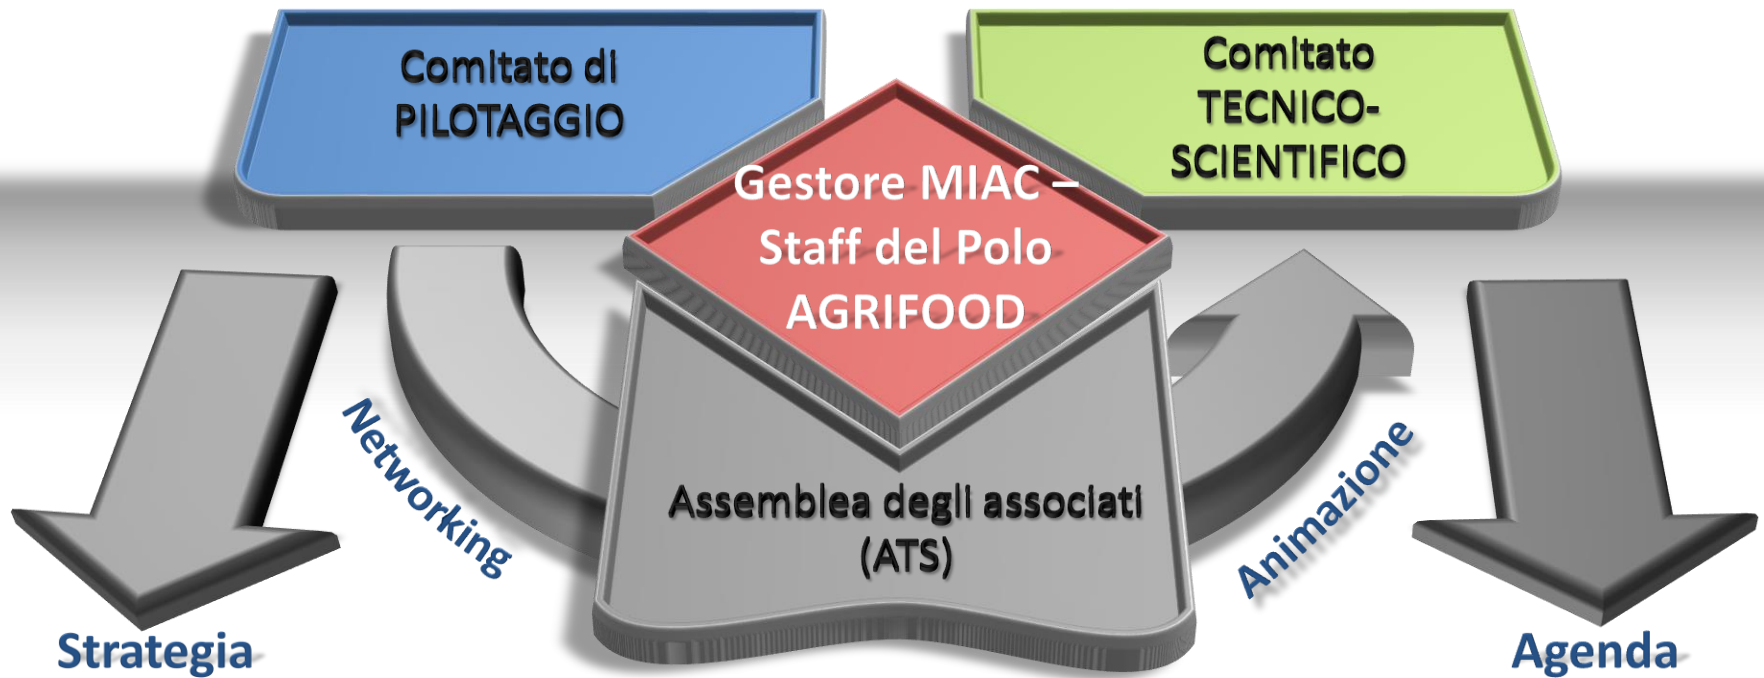 Comitato di
PILOTAGGIO
Comitato
TECNICO-
SCIENTIFICO
Gestore MIAC –
Staff del Polo
AGRIFOOD
Networking
Animazione
Assemblea degli associati
(ATS)
Strategia
Agenda